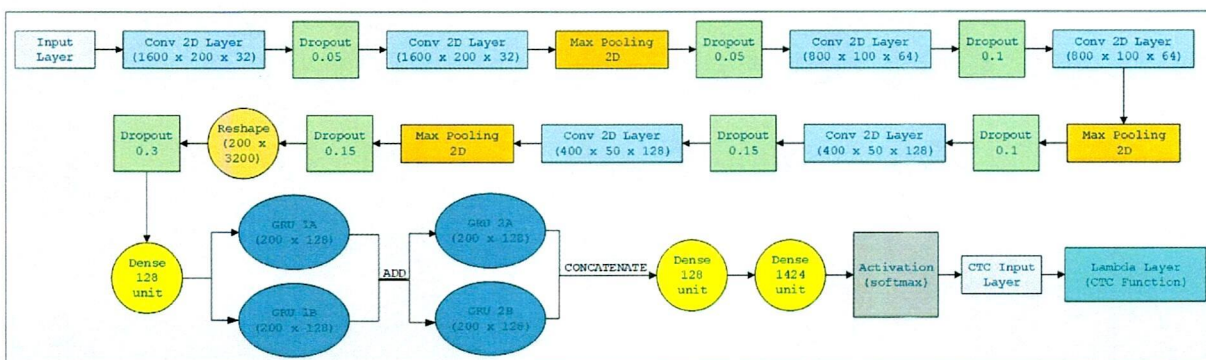 Input
Layer
Conv 2D Layer
(1600 x 200 x 32)
Dropout
0.05
Conv 2D Layer
(1600 x 200 x 32)
Max Pooling
2D
Dropout
0.05
Conv 2D Layer
(800 x 100 x 64)
Dropout
0.1
Conv 2D Layer
(800 x 100 x 64)
Max Pooling
2D
Dropout
0.1
Conv 2D Layer
(400 x 50 x 128)
Dropout
0.15
Conv 2D Layer
(400 x 50 x 128)
Max Pooling
2D
Dropout
0.15
Reshape
(200 x
3200)
Dropout
0.3
Dense
128
unit
GRU 1A
(200 x 128)
GRU 1B
(200 x 128)
ADD
GRU 2A
(200 x 128)
GRU 2B
(200 x 128)
CONCATENATE
Dense
128
unit
Dense
1424
unit
Activation
(softmax)
CTC Input
Layer
Lambda Layer
(CTC Function)